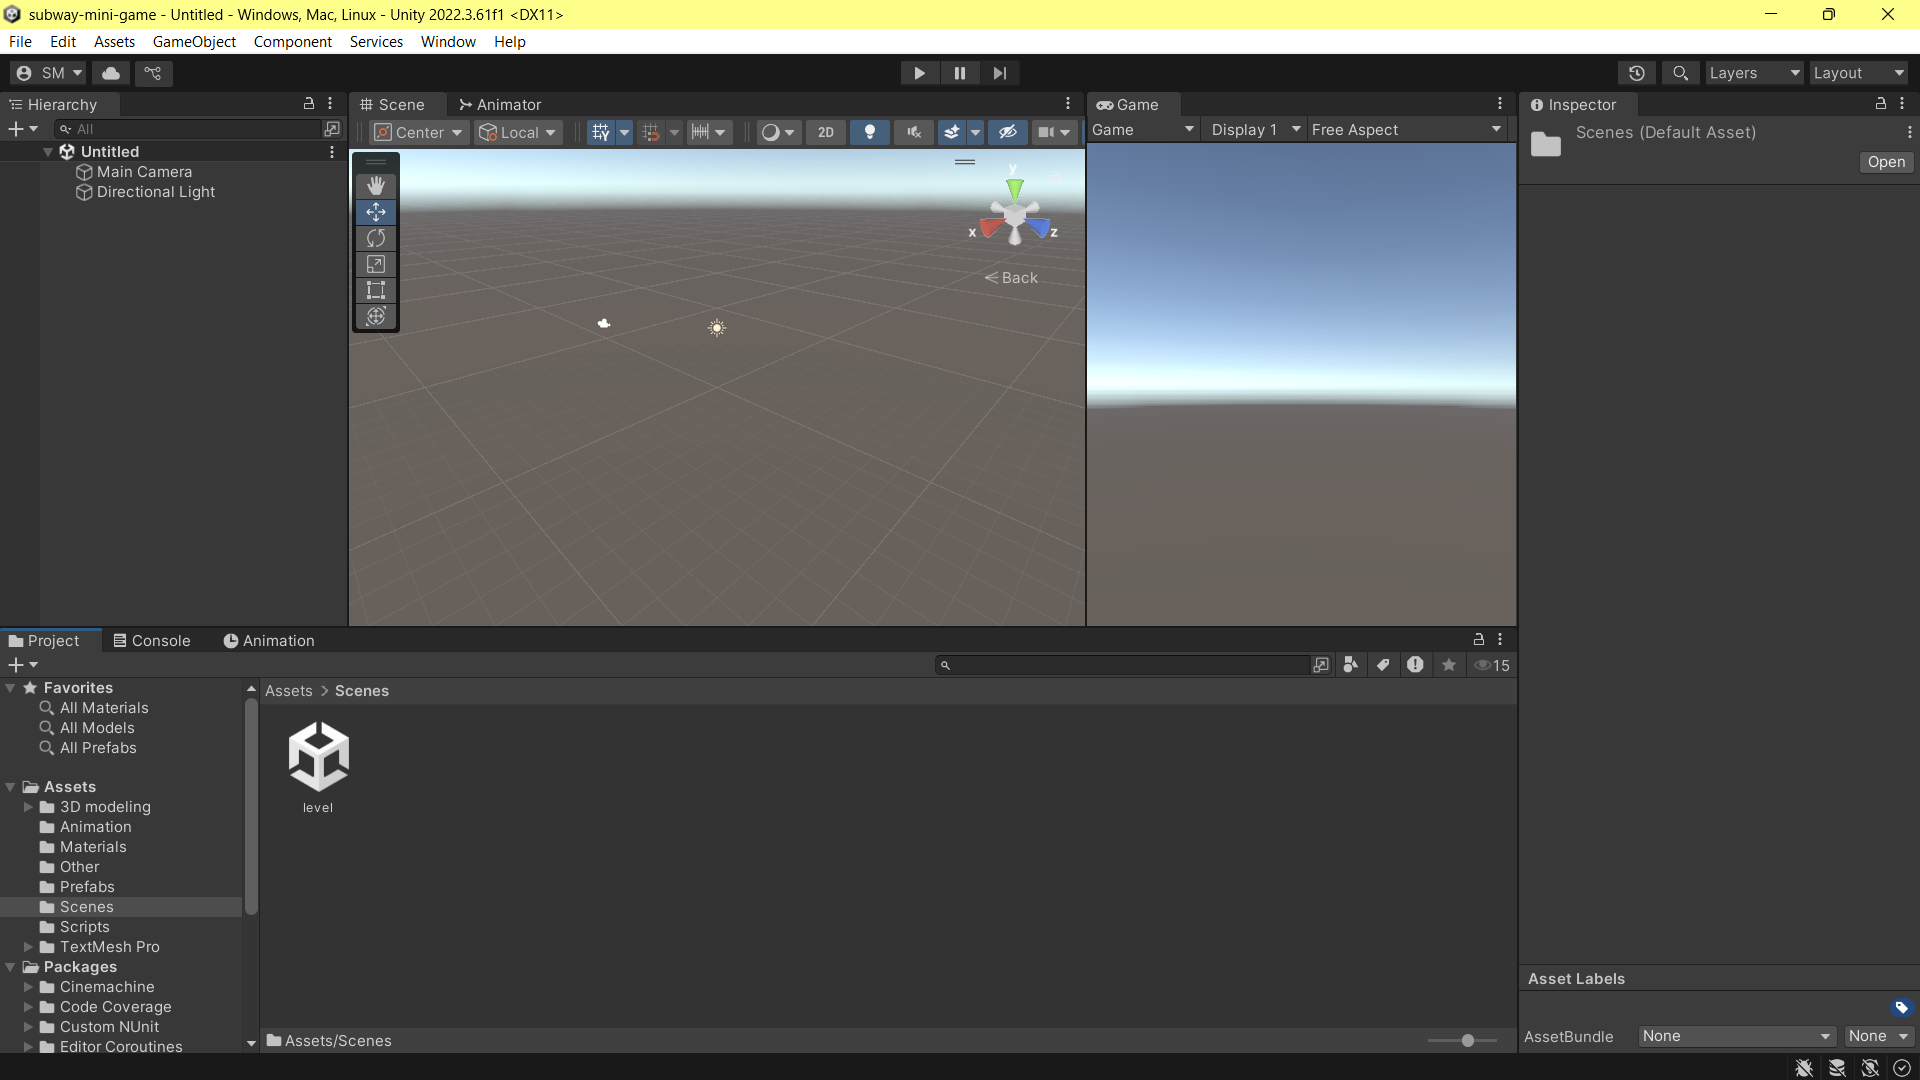 subway-mini-game - Untitled - Windows, Mac, Linux - Unity 2022.3.61f1 <DX11>
File Edit Assets GameObject Component Services Window Help
SM Layers Layout
Hierarchy
All
Untitled
Main Camera
Directional Light
Scene Animator
Center Local 2D
y
x z
Back
Game
Game Display 1 Free Aspect
Inspector
Scenes (Default Asset)
Open
Project Console Animation
15
Favorites
All Materials
All Models
All Prefabs
Assets
3D modeling
Animation
Materials
Other
Prefabs
Scenes
Scripts
TextMesh Pro
Packages
Cinemachine
Code Coverage
Custom NUnit
Editor Coroutines
Assets > Scenes
level
Assets/Scenes
Asset Labels
AssetBundle None None